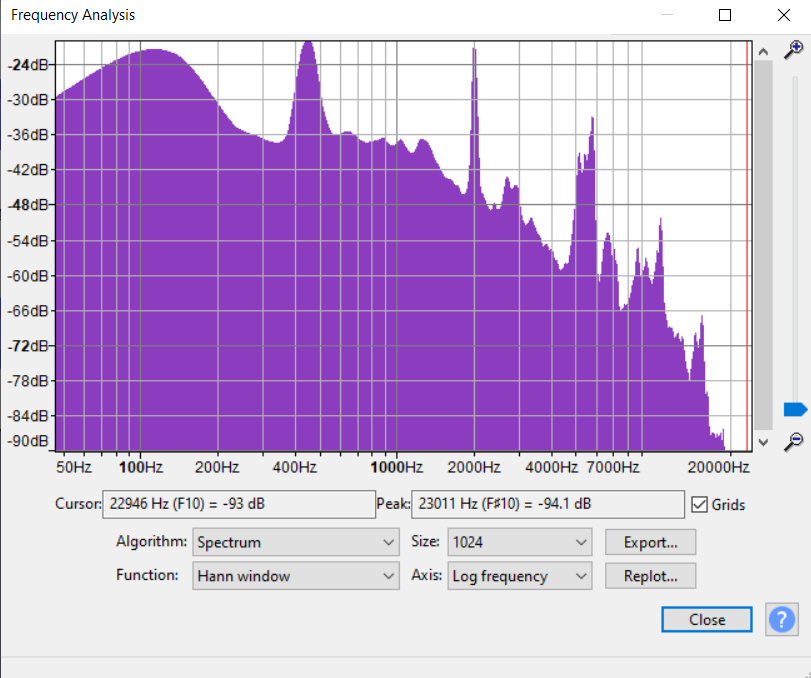 Frequency Analysis
-24dB
-30dB
-36dB
-42dB
-48dB
-54dB
-60dB
-66dB
-72dB
-78dB
-84dB
-90dB
50Hz 100Hz 200Hz 400Hz 1000Hz 2000Hz 4000Hz 7000Hz 20000Hz
Cursor: 22946 Hz (F10) = -93 dB Peak: 23011 Hz (F♯10) = -94.1 dB Grids
Algorithm: Spectrum Size: 1024 Export...
Function: Hann window Axis: Log frequency Replot...
Close ?